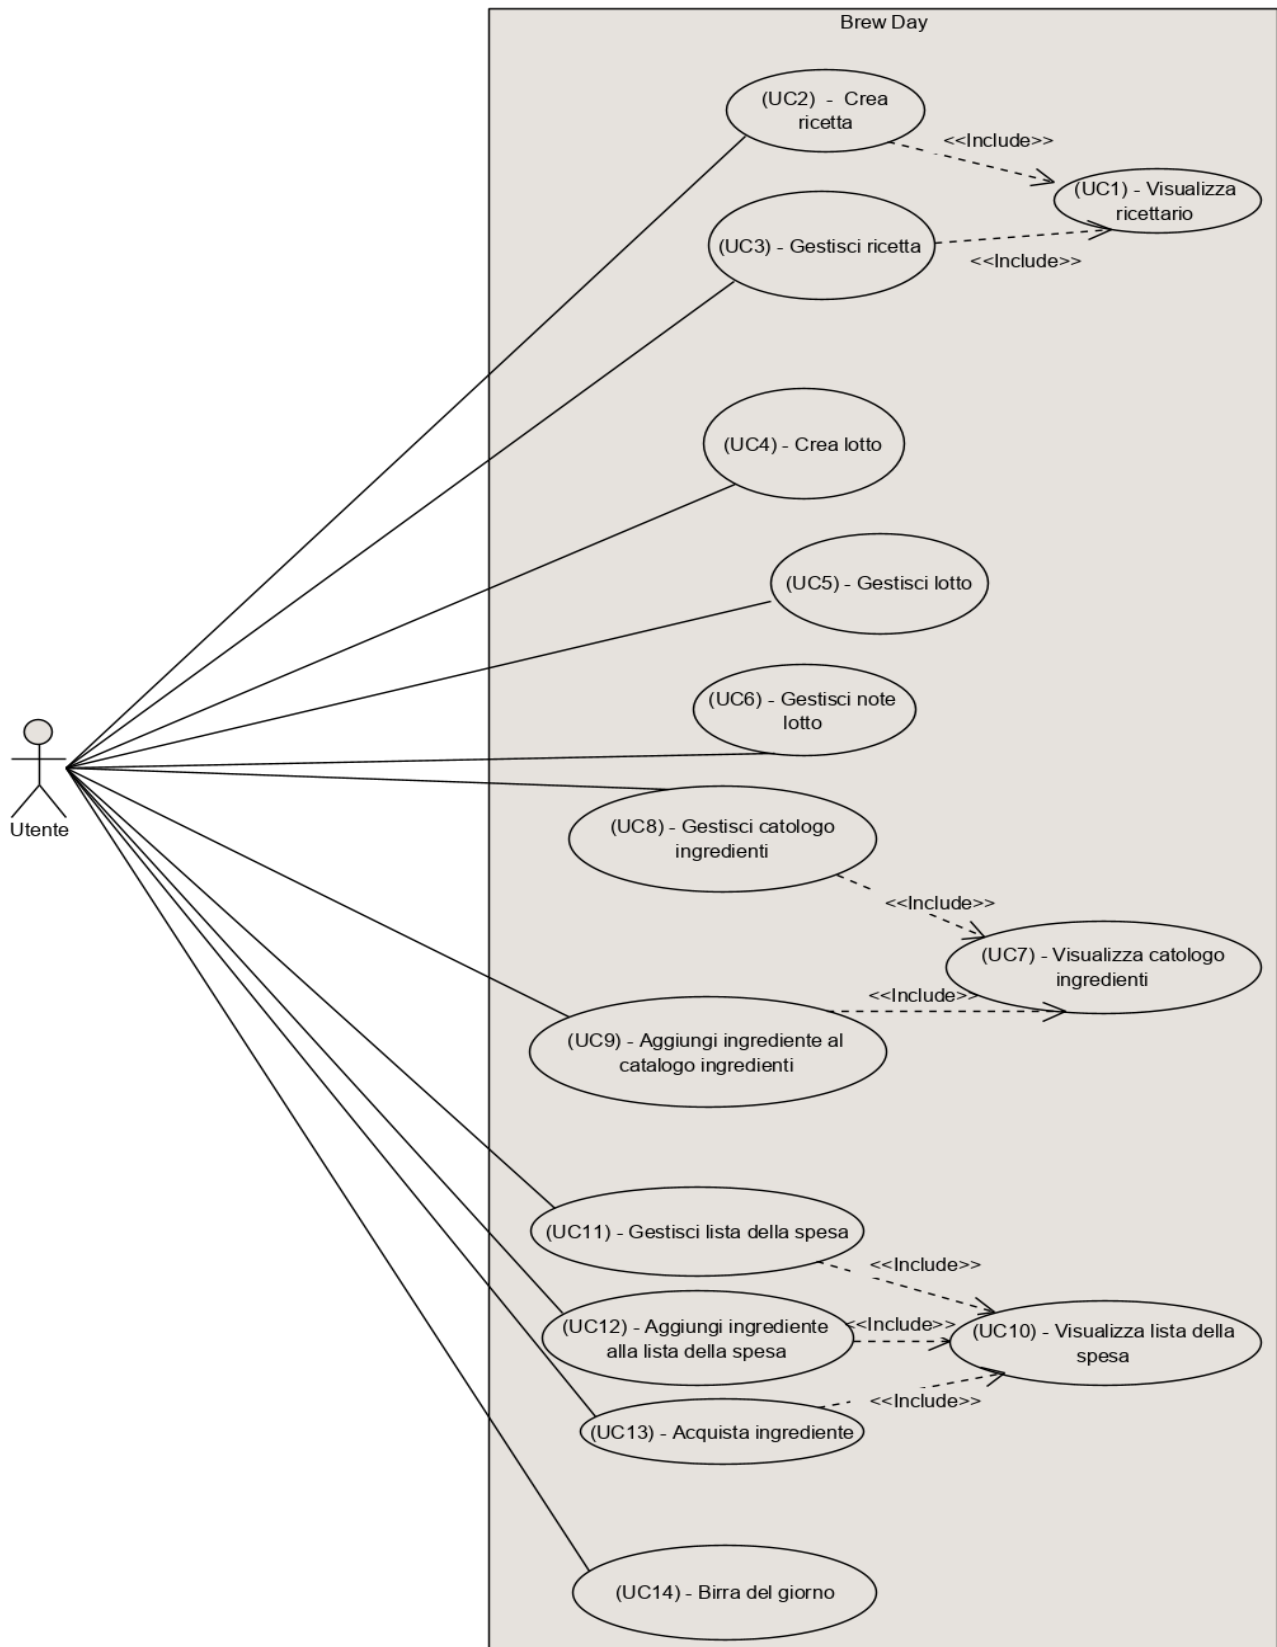 Brew Day
(UC2) - Crea
ricetta
<<Include>>
(UC1) - Visualizza
ricettario
(UC3) - Gestisci ricetta
<<Include>>
(UC4) - Crea lotto
(UC5) - Gestisci lotto
(UC6) - Gestisci note
lotto
Utente
(UC8) - Gestisci catologo
ingredienti
<<Include>>
(UC7) - Visualizza catologo
ingredienti
<<Include>>
(UC9) - Aggiungi ingrediente al
catalogo ingredienti
(UC11) - Gestisci lista della spesa
<<Include>>
(UC12) - Aggiungi ingrediente
alla lista della spesa
<<Include>>
(UC10) - Visualizza lista della
spesa
<<Include>>
(UC13) - Acquista ingrediente
(UC14) - Birra del giorno